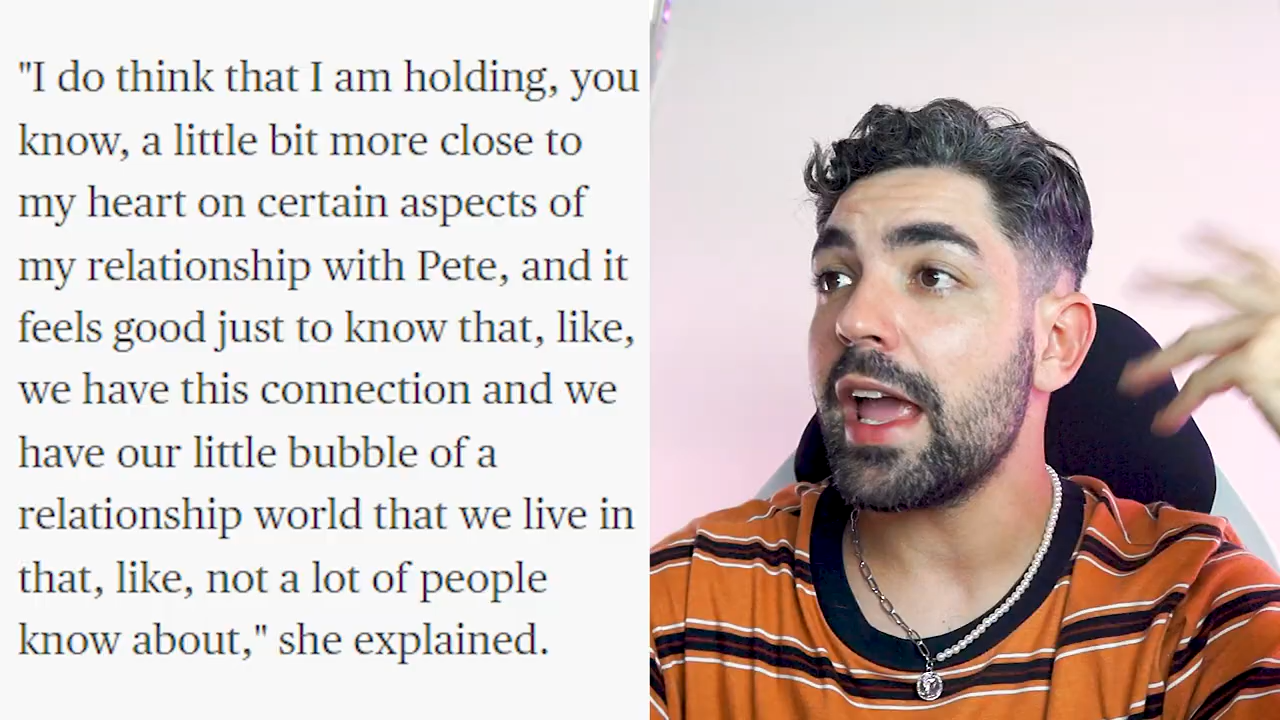 "I do think that I am holding, you
know, a little bit more close to
my heart on certain aspects of
my relationship with Pete, and it
feels good just to know that, like,
we have this connection and we
have our little bubble of a
relationship world that we live in
that, like, not a lot of people
know about," she explained.